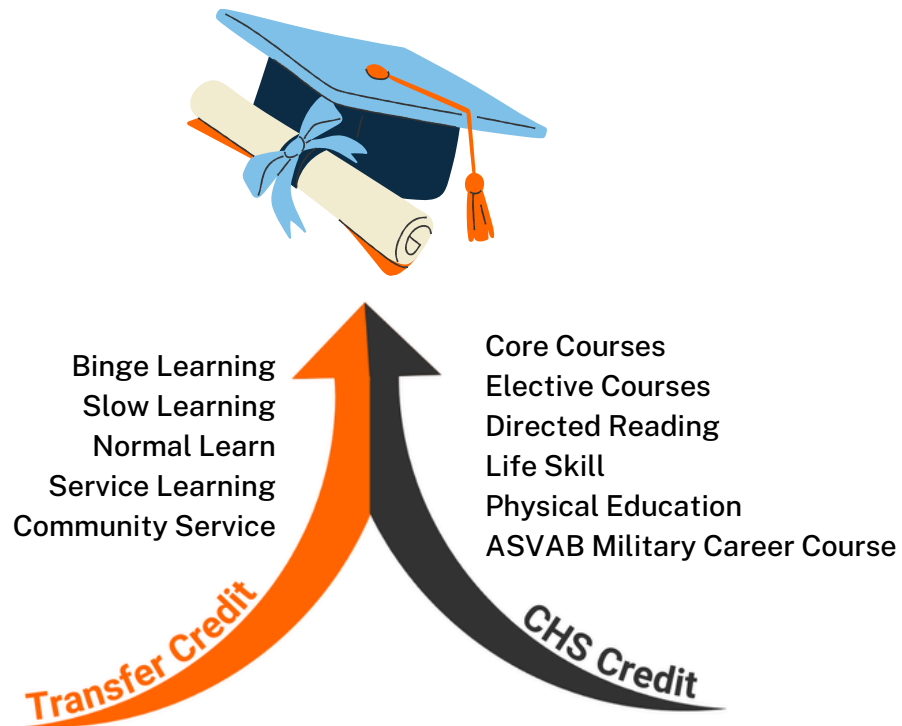 Binge Learning
Slow Learning
Normal Learn
Service Learning
Community Service
Transfer Credit
Core Courses
Elective Courses
Directed Reading
Life Skill
Physical Education
ASVAB Military Career Course
CHS Credit